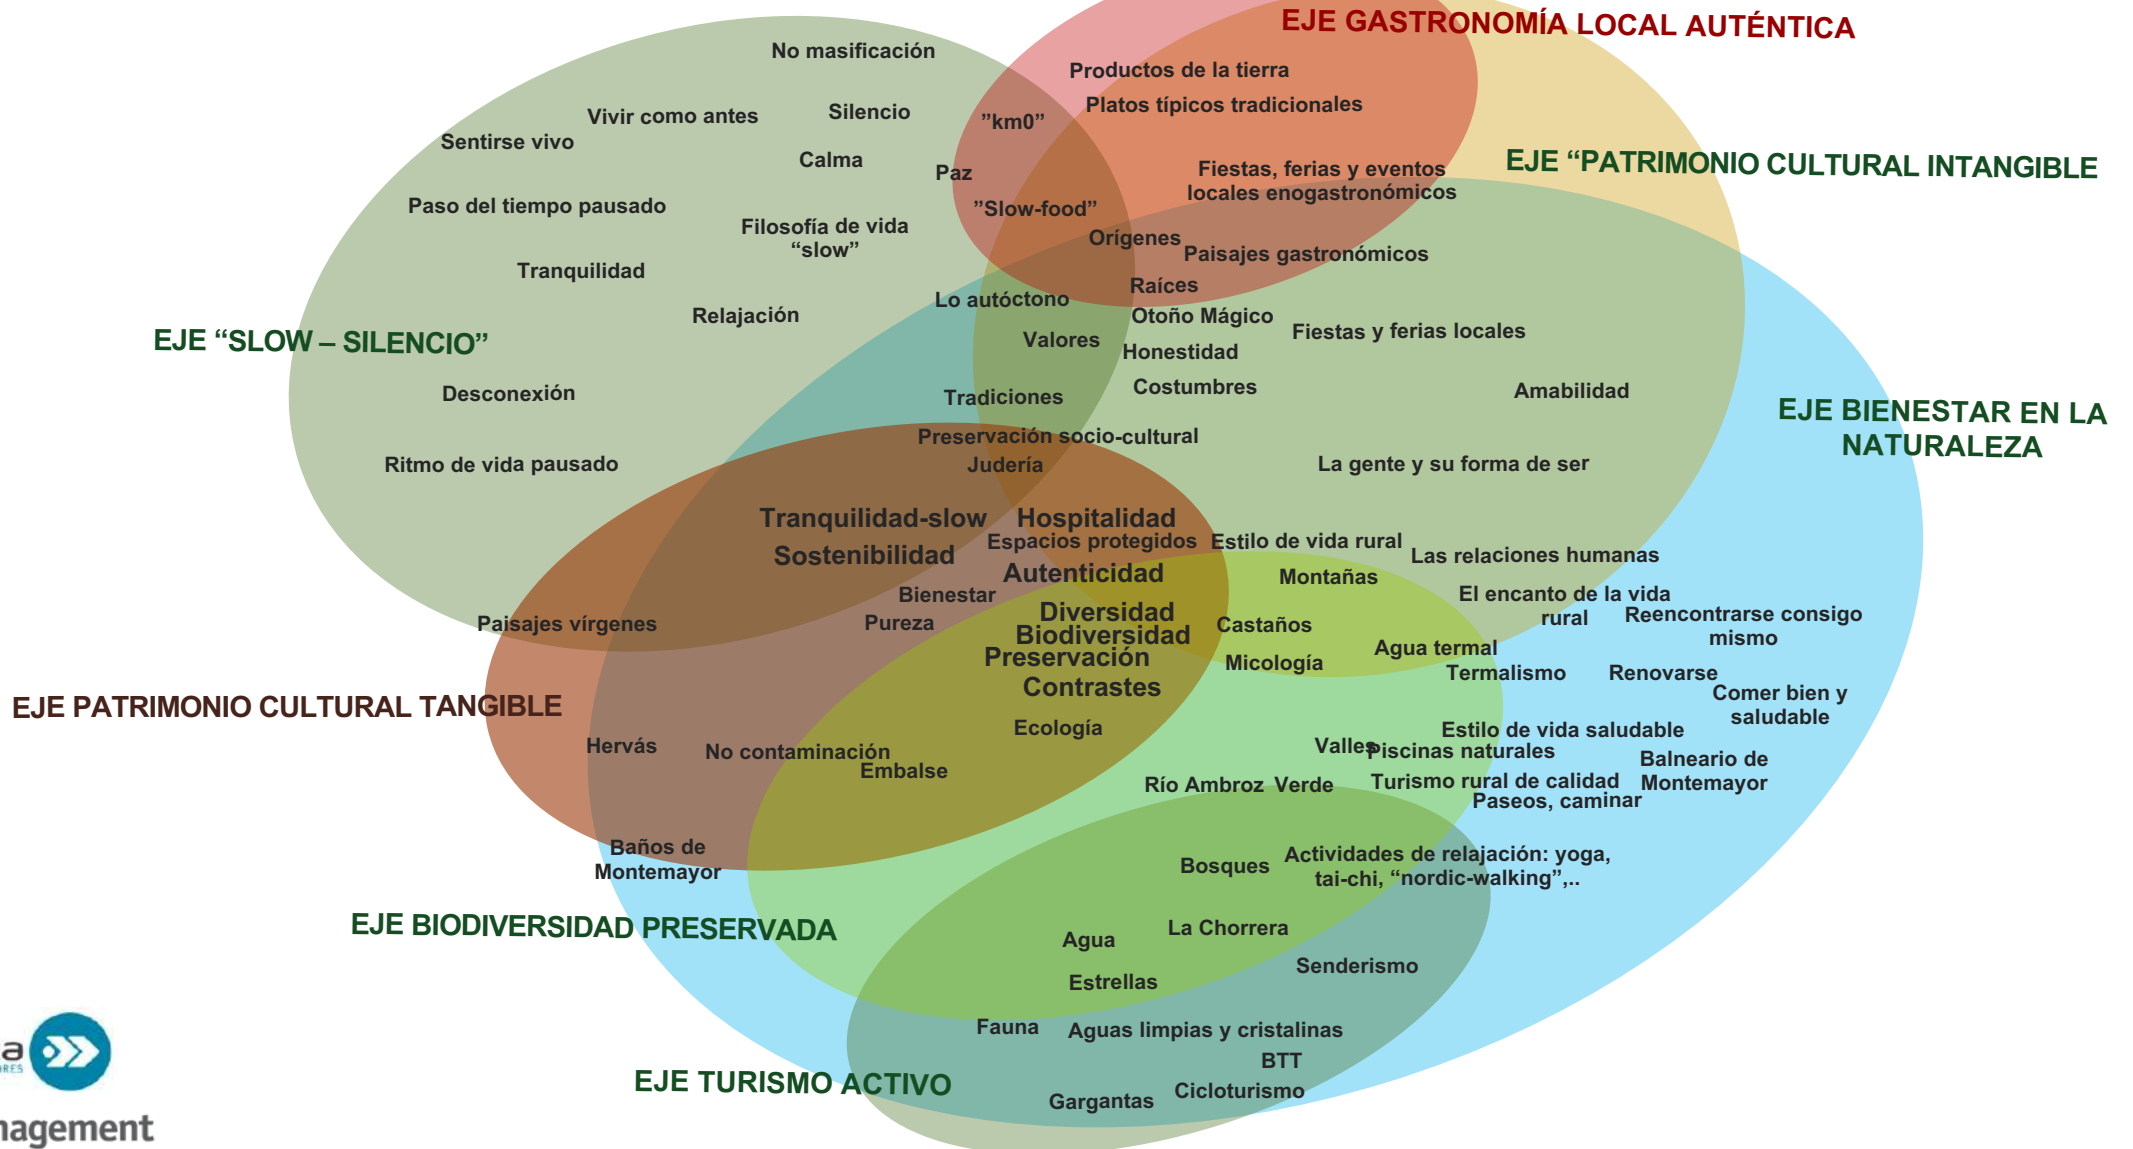 EJE GASTRONOMÍA LOCAL AUTÉNTICA
No masificación
Productos de la tierra
Platos típicos tradicionales
Vivir como antes
Silencio
”km0”
Sentirse vivo
Calma
Paz
EJE “PATRIMONIO CULTURAL INTANGIBLE
Fiestas, ferias y eventos
locales enogastronómicos
Paso del tiempo pausado
”Slow-food”
Filosofía de vida
“slow”
Orígenes
Paisajes gastronómicos
Tranquilidad
Raíces
Lo autóctono
Relajación
Otoño Mágico
Fiestas y ferias locales
EJE “SLOW – SILENCIO”
Valores
Honestidad
Desconexión
Tradiciones
Costumbres
Amabilidad
EJE BIENESTAR EN LA
NATURALEZA
Preservación socio-cultural
Judería
Ritmo de vida pausado
La gente y su forma de ser
Tranquilidad-slow
Hospitalidad
Sostenibilidad
Espacios protegidos
Estilo de vida rural
Las relaciones humanas
Autenticidad
Montañas
Bienestar
El encanto de la vida
rural
Diversidad
Reencontrarse consigo
mismo
Paisajes vírgenes
Pureza
Biodiversidad
Castaños
Preservación
Micología
Agua termal
Termalismo
Renovarse
Contrastes
Comer bien y
saludable
EJE PATRIMONIO CULTURAL TANGIBLE
Ecología
Estilo de vida saludable
Hervás
No contaminación
Valles
Piscinas naturales
Embalse
Balneario de
Montemayor
Río Ambroz
Verde
Turismo rural de calidad
Paseos, caminar
Baños de
Montemayor
Bosques
Actividades de relajación: yoga,
tai-chi, “nordic-walking”,..
EJE BIODIVERSIDAD PRESERVADA
Agua
La Chorrera
Senderismo
Estrellas
Fauna
Aguas limpias y cristalinas
BTT
EJE TURISMO ACTIVO
Cicloturismo
Gargantas